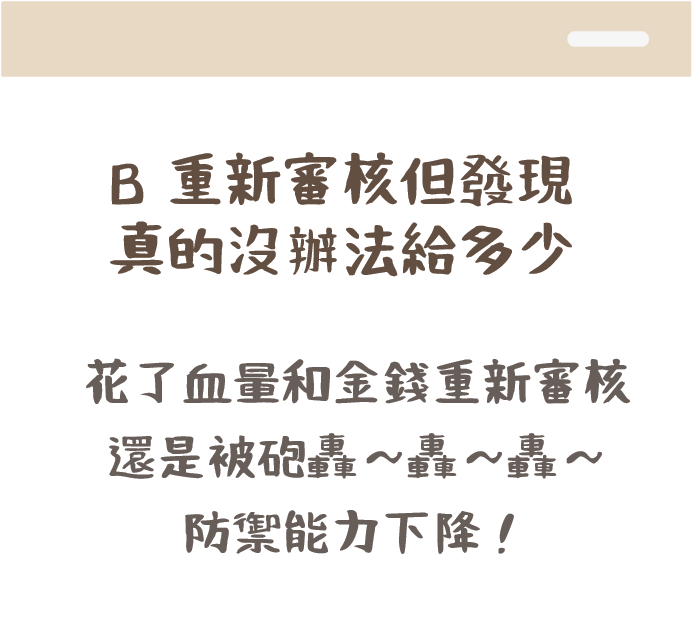 B 重新審核但發現
真的沒辦法給多少
花了血量和金錢重新審核
還是被砲轟～轟～轟～
防禦能力下降！